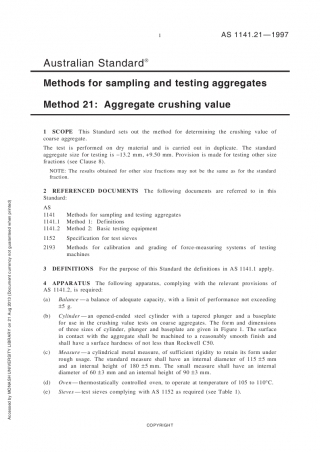 1
AS 1141.21—1997
Australian Standard®
Methods for sampling and testing aggregates
Method 21: Aggregate crushing value
1 SCOPE This Standard sets out the method for determining the crushing value of
coarse aggregate.
The test is performed on dry material and is carried out in duplicate. The standard
aggregate size for testing is −13.2 mm, +9.50 mm. Provision is made for testing other size
fractions (see Clause 8).
NOTE: The results obtained for other size fractions may not be the same as for the standard
fraction.
2 REFERENCED DOCUMENTS The following documents are referred to in this
Standard:
AS
1141 Methods for sampling and testing aggregates
1141.1 Method 1: Definitions
1141.2 Method 2: Basic testing equipment
1152 Specification for test sieves
2193 Methods for calibration and grading of force-measuring systems of testing
machines
3 DEFINITIONS For the purpose of this Standard the definitions in AS 1141.1 apply.
4 APPARATUS The following apparatus, complying with the relevant provisions of
AS 1141.2, is required:
(a) Balance—a balance of adequate capacity, with a limit of performance not exceeding
±5 g.
(b) Cylinder—an opened-ended steel cylinder with a tapered plunger and a baseplate
for use in the crushing value tests on coarse aggregates. The form and dimensions
of three sizes of cylinder, plunger and baseplate are given in Figure 1. The surface
in contact with the aggregate shall be machined to a reasonably smooth finish and
shall have a surface hardness of not less than Rockwell C50.
(c) Measure—a cylindrical metal measure, of sufficient rigidity to retain its form under
rough usage. The standard measure shall have an internal diameter of 115 ±5 mm
and an internal height of 180 ±5 mm. The small measure shall have an internal
diameter of 60 ±3 mm and an internal height of 90 ±3 mm.
(d) Oven—thermostatically controlled oven, to operate at temperature of 105 to 110°C.
(e) Sieves—test sieves complying with AS 1152 as required (see Table 1).
COPYRIGHT
Accessed by MONASH UNIVERSITY LIBRARY on 21 Aug 2013 (Document currency not guaranteed when printed)